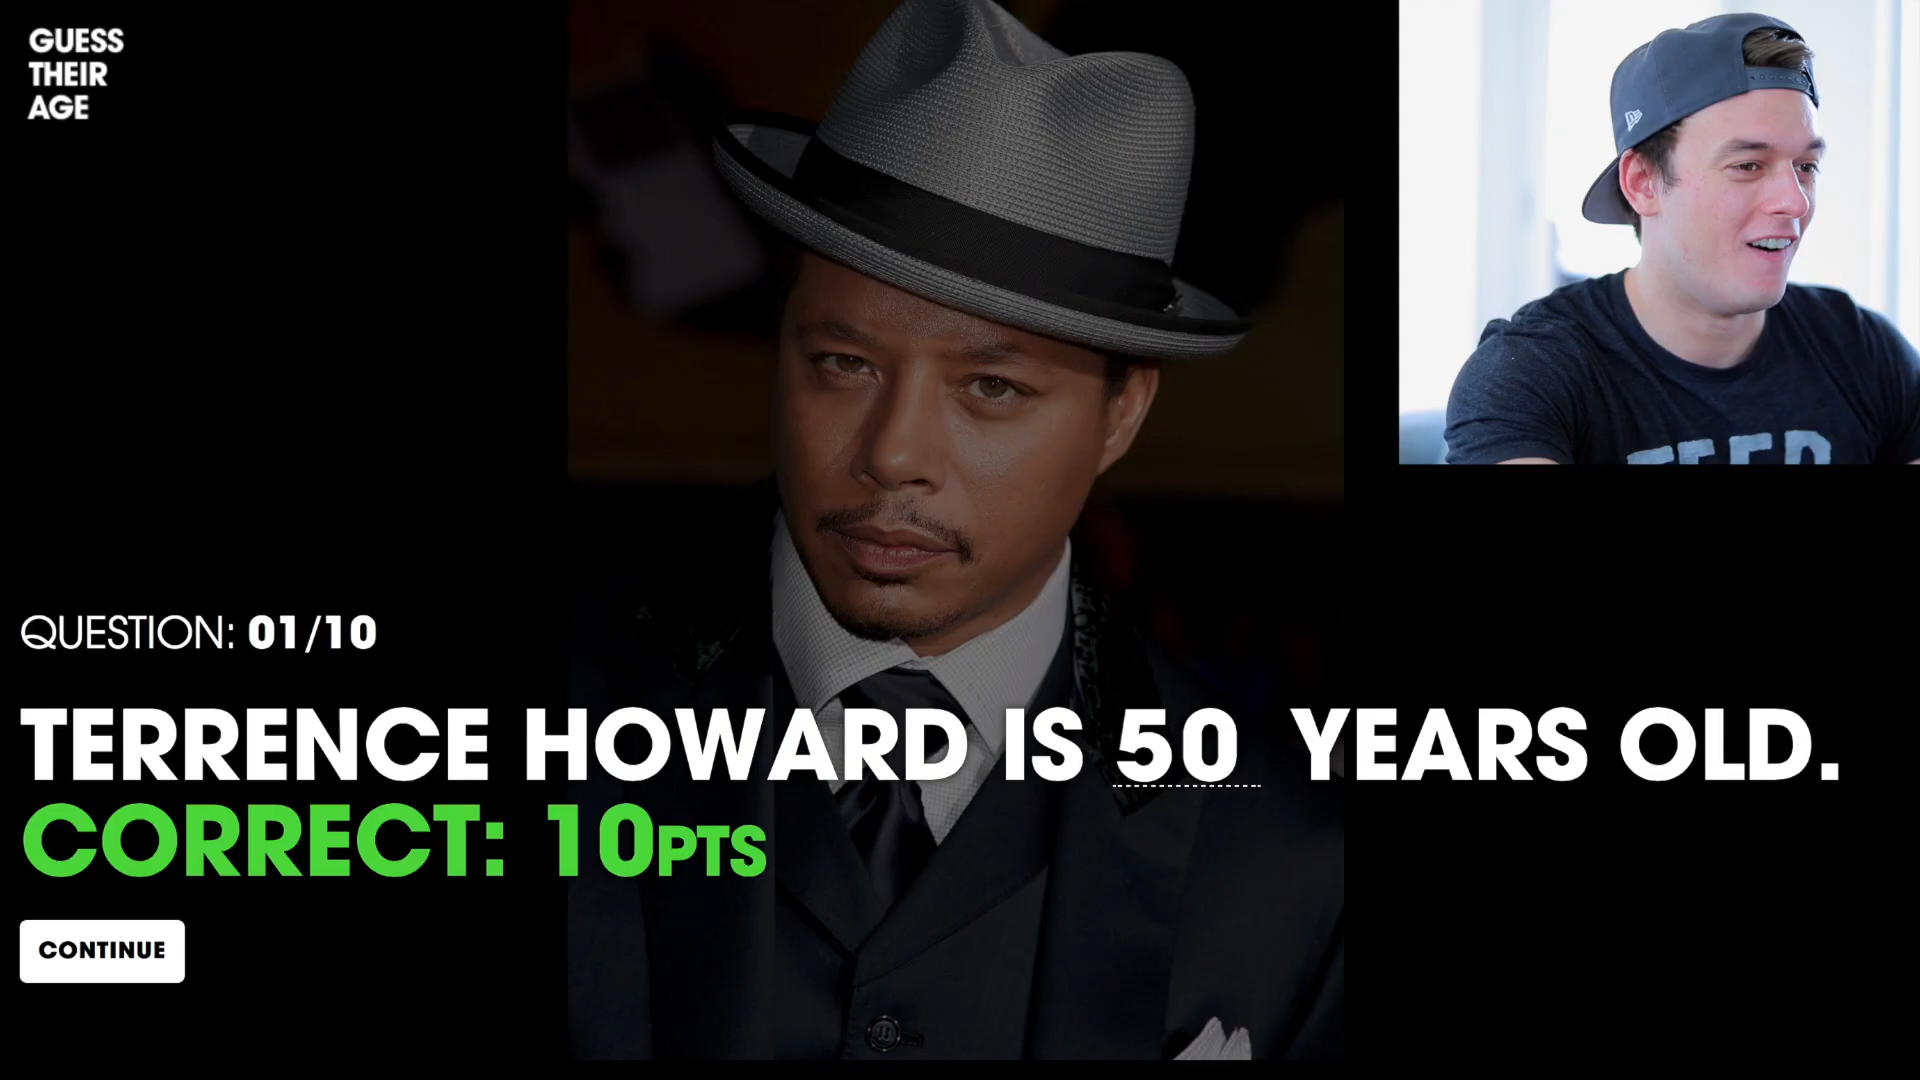 GUESS
THEIR
AGE
QUESTION: 01/10
TERRENCE HOWARD IS 50 YEARS OLD.
CORRECT: 10PTS
CONTINUE